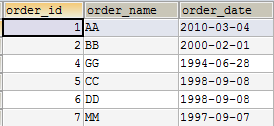 order_id order_name order_date
1 AA 2010-03-04
2 BB 2000-02-01
4 GG 1994-06-28
5 CC 1998-09-08
6 DD 1998-09-08
7 MM 1997-09-07